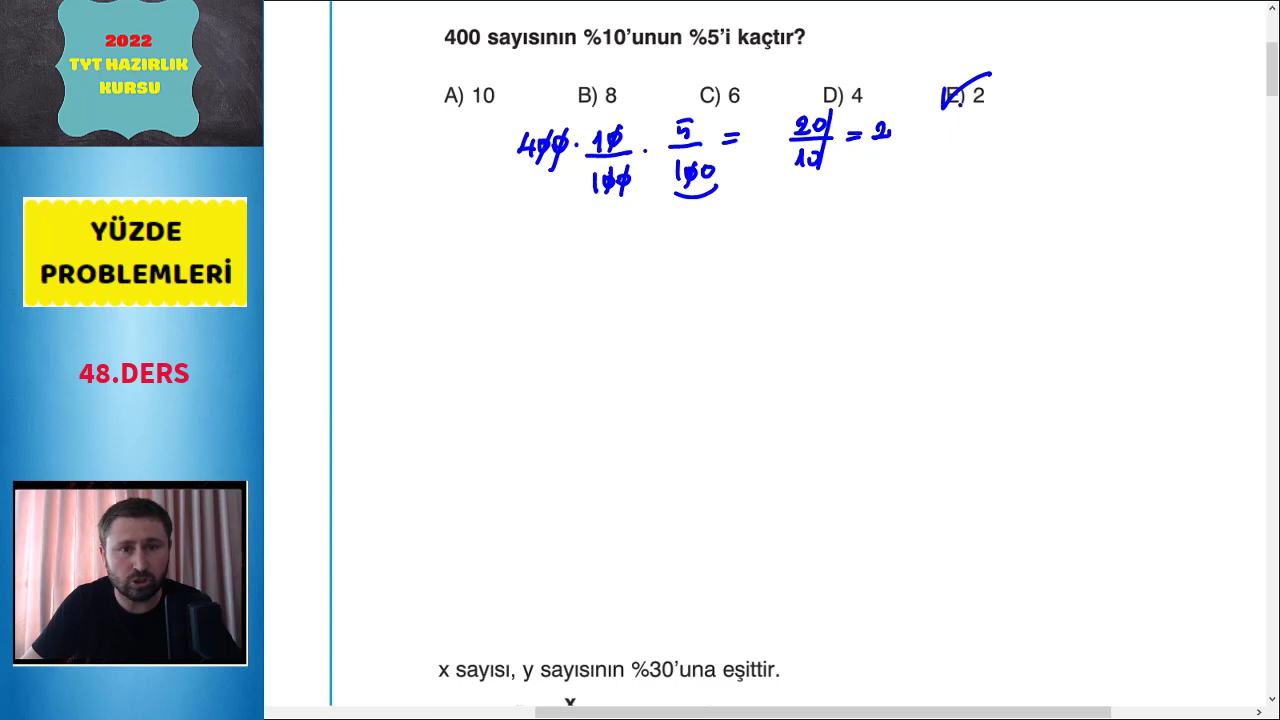 2022
TYT HAZIRLIK
KURSU
YÜZDE
PROBLEMLERİ
48.DERS
400 sayısının %10’unun %5’i kaçtır?
A) 10 B) 8 C) 6 D) 4 E) 2
400 · 10/100 · 5/100 = 20/10 = 2
x sayısı, y sayısının %30’una eşittir.
x